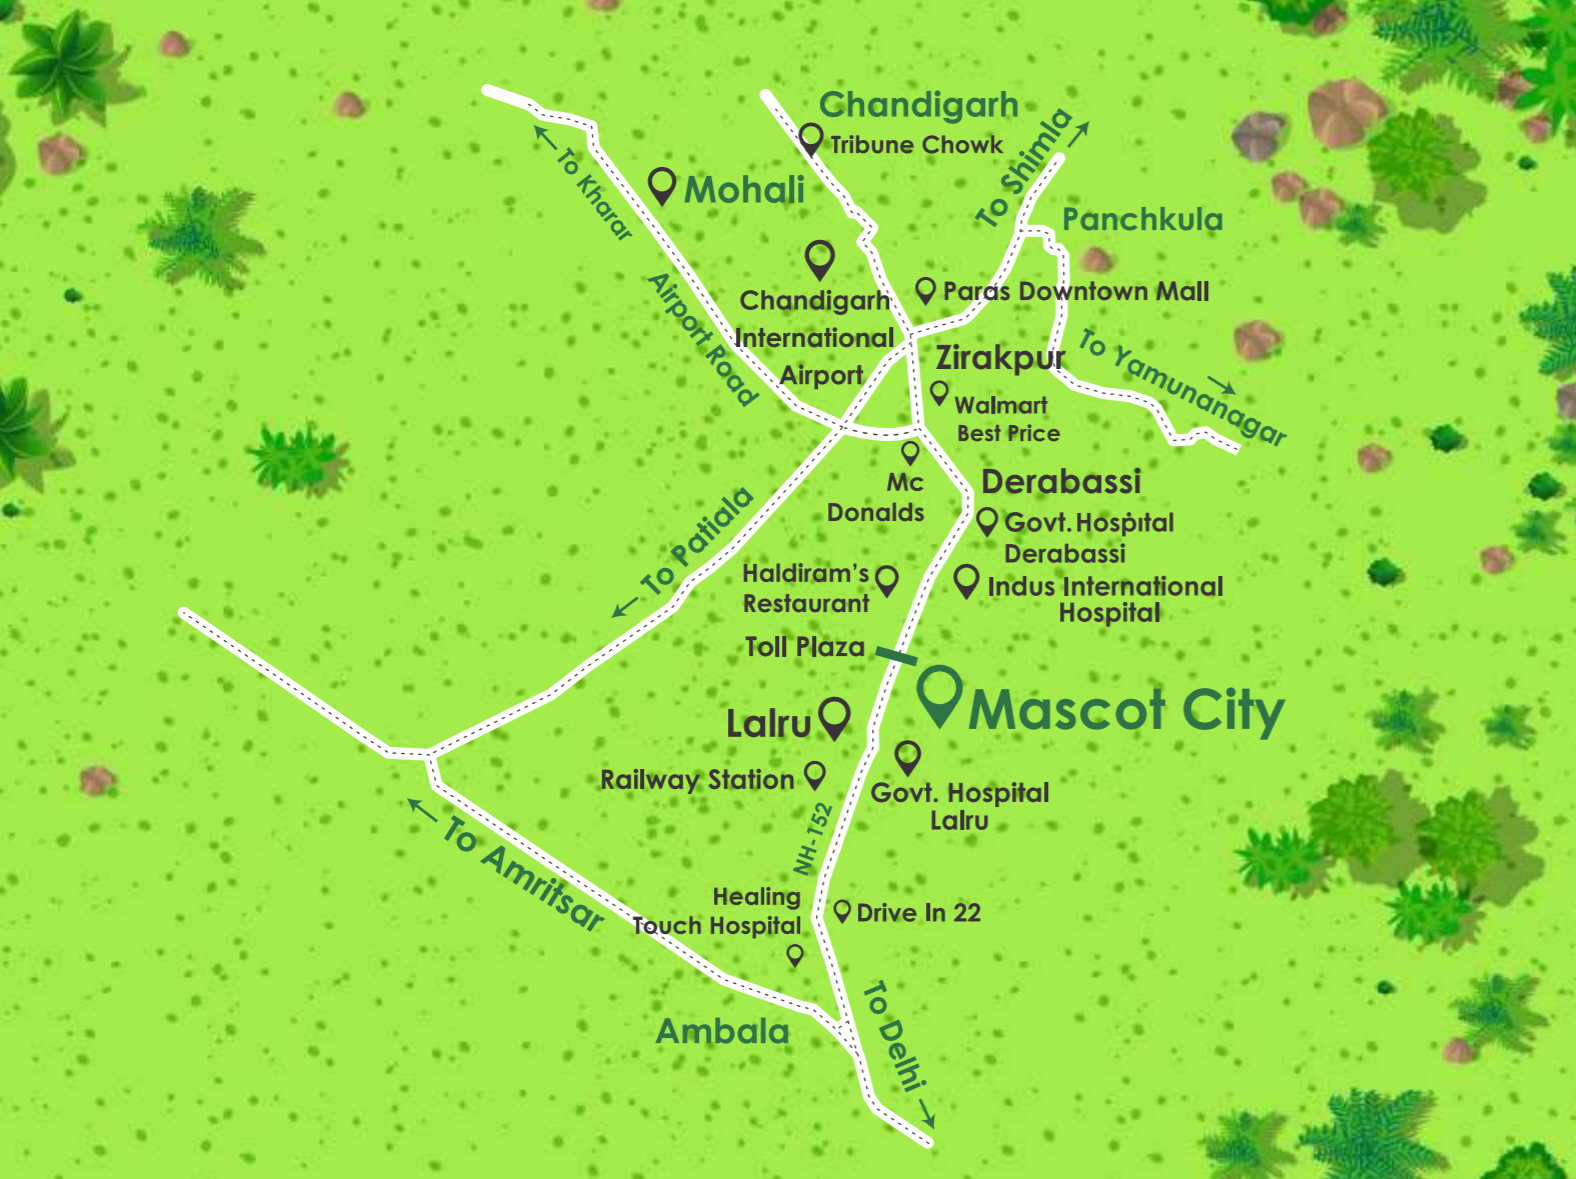 Chandigarh
Tribune Chowk
To Shimla
To Kharar
Mohali
Panchkula
Chandigarh
International
Airport
Paras Downtown Mall
Airport Road
Zirakpur
To Yamunanagar
Walmart
Best Price
Mc
Donalds
Derabassi
Govt. Hospital
Derabassi
To Patiala
Haldiram's
Restaurant
Indus International
Hospital
Toll Plaza
Mascot City
Lalru
Railway Station
Govt. Hospital
Lalru
NH-152
To Amritsar
Healing
Touch Hospital
Drive In 22
Ambala
To Delhi